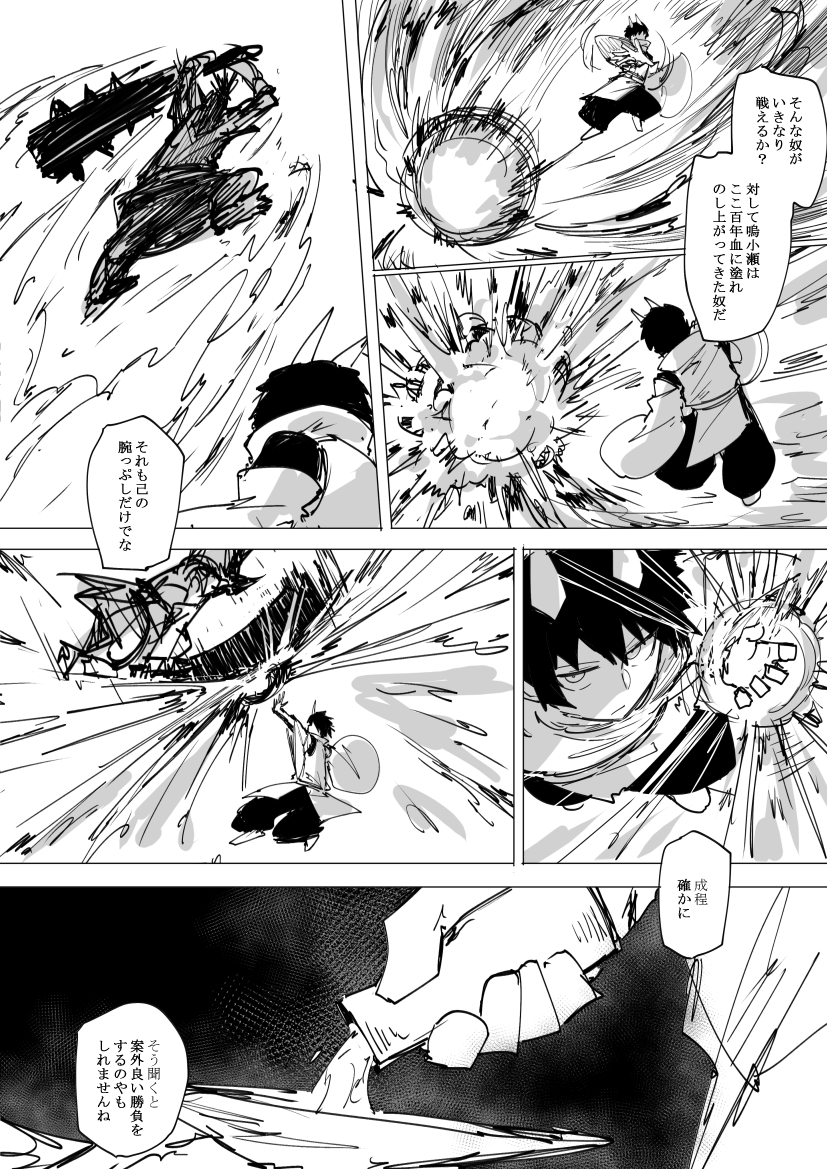 そんな奴が
いきなり
戦えるか？
対して嗚小瀬は
ここ百年血に塗れ
のし上がってきた奴だ
それも己の
腕っぷしだけでな
成程
確かに
そう聞くと
案外良い勝負を
するのやも
しれませんね